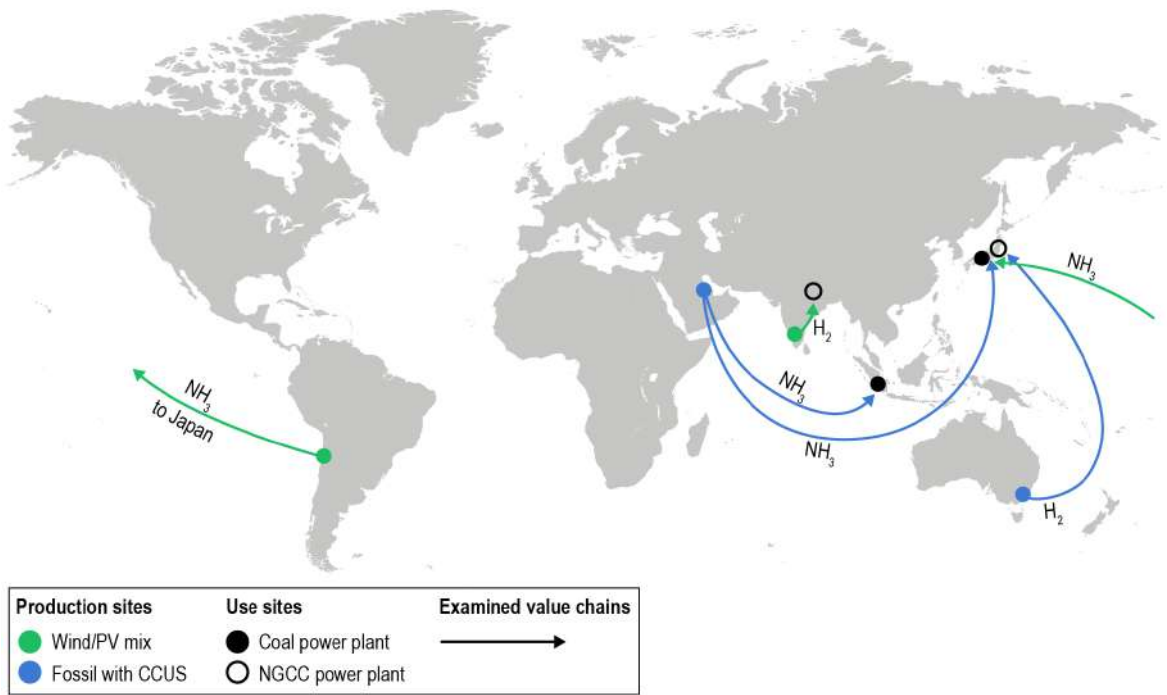 NH₃
NH₃
to Japan
H₂
NH₃
NH₃
H₂
Production sites
Use sites
Examined value chains
Wind/PV mix
Coal power plant
Fossil with CCUS
NGCC power plant